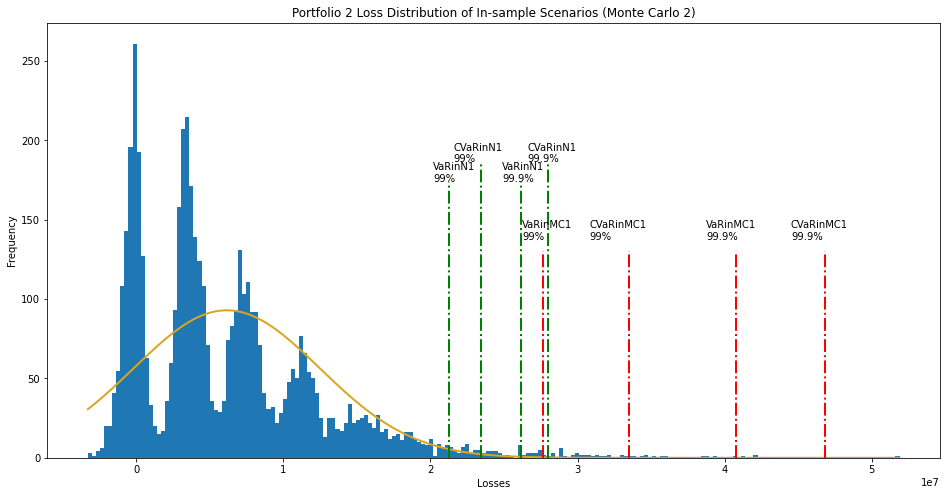 Portfolio 2 Loss Distribution of In-sample Scenarios (Monte Carlo 2)
250
200
150
100
50
0
Frequency
CVaRinN1
99%
CVaRinN1
99.9%
VaRinN1
99%
VaRinN1
99.9%
VaRinMC1
99%
CVaRinMC1
99%
VaRinMC1
99.9%
CVaRinMC1
99.9%
0 1 2 3 4 5
1e7
Losses